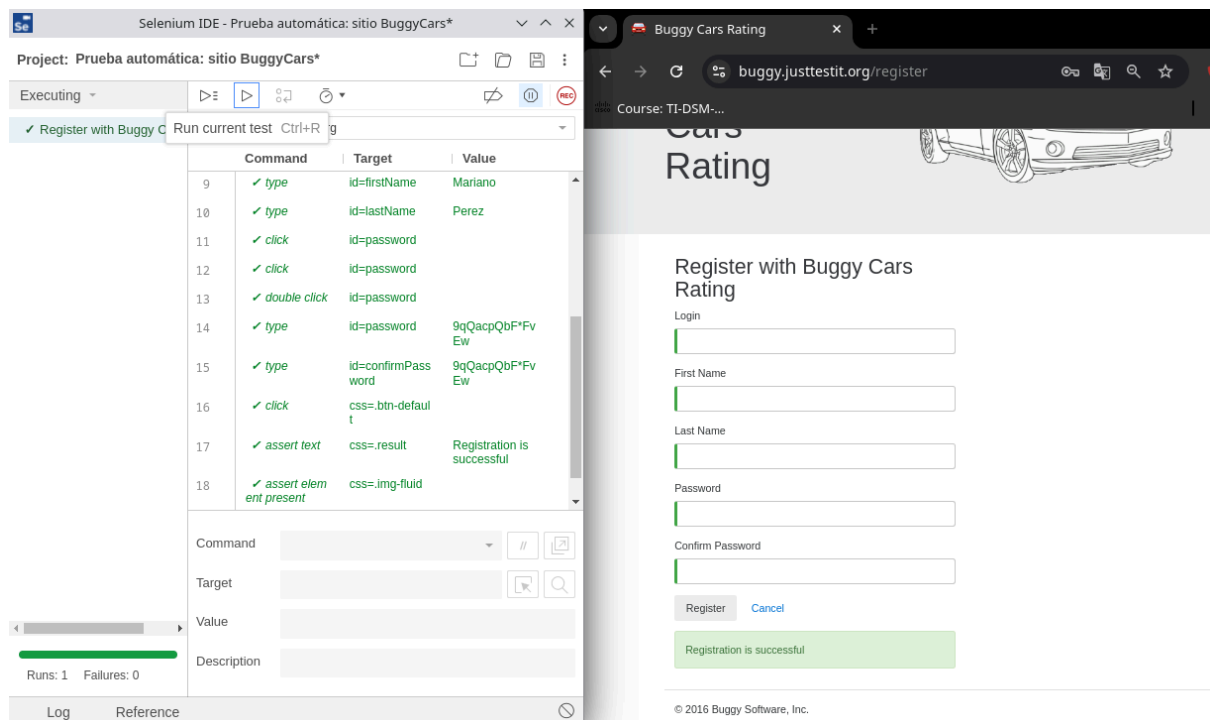 Selenium IDE - Prueba automática: sitio BuggyCars*
Project: Prueba automática: sitio BuggyCars*
Executing
REC
✓ Register with Buggy C
Run current test Ctrl+R
rg
Command Target Value
9 ✓ type id=firstName Mariano
10 ✓ type id=lastName Perez
11 ✓ click id=password
12 ✓ click id=password
13 ✓ double click id=password
14 ✓ type id=password 9qQacpQbF*Fv
Ew
15 ✓ type id=confirmPass 9qQacpQbF*Fv
word Ew
16 ✓ click css=.btn-defaul
t
17 ✓ assert text css=.result Registration is
successful
18 ✓ assert elem css=.img-fluid
ent present
Command
//
Target
Value
Description
Runs: 1 Failures: 0
Log Reference
Buggy Cars Rating
buggy.justtestit.org/register
Course: TI-DSM-...
Cars
Rating
Register with Buggy Cars
Rating
Login
First Name
Last Name
Password
Confirm Password
Register Cancel
Registration is successful
© 2016 Buggy Software, Inc.